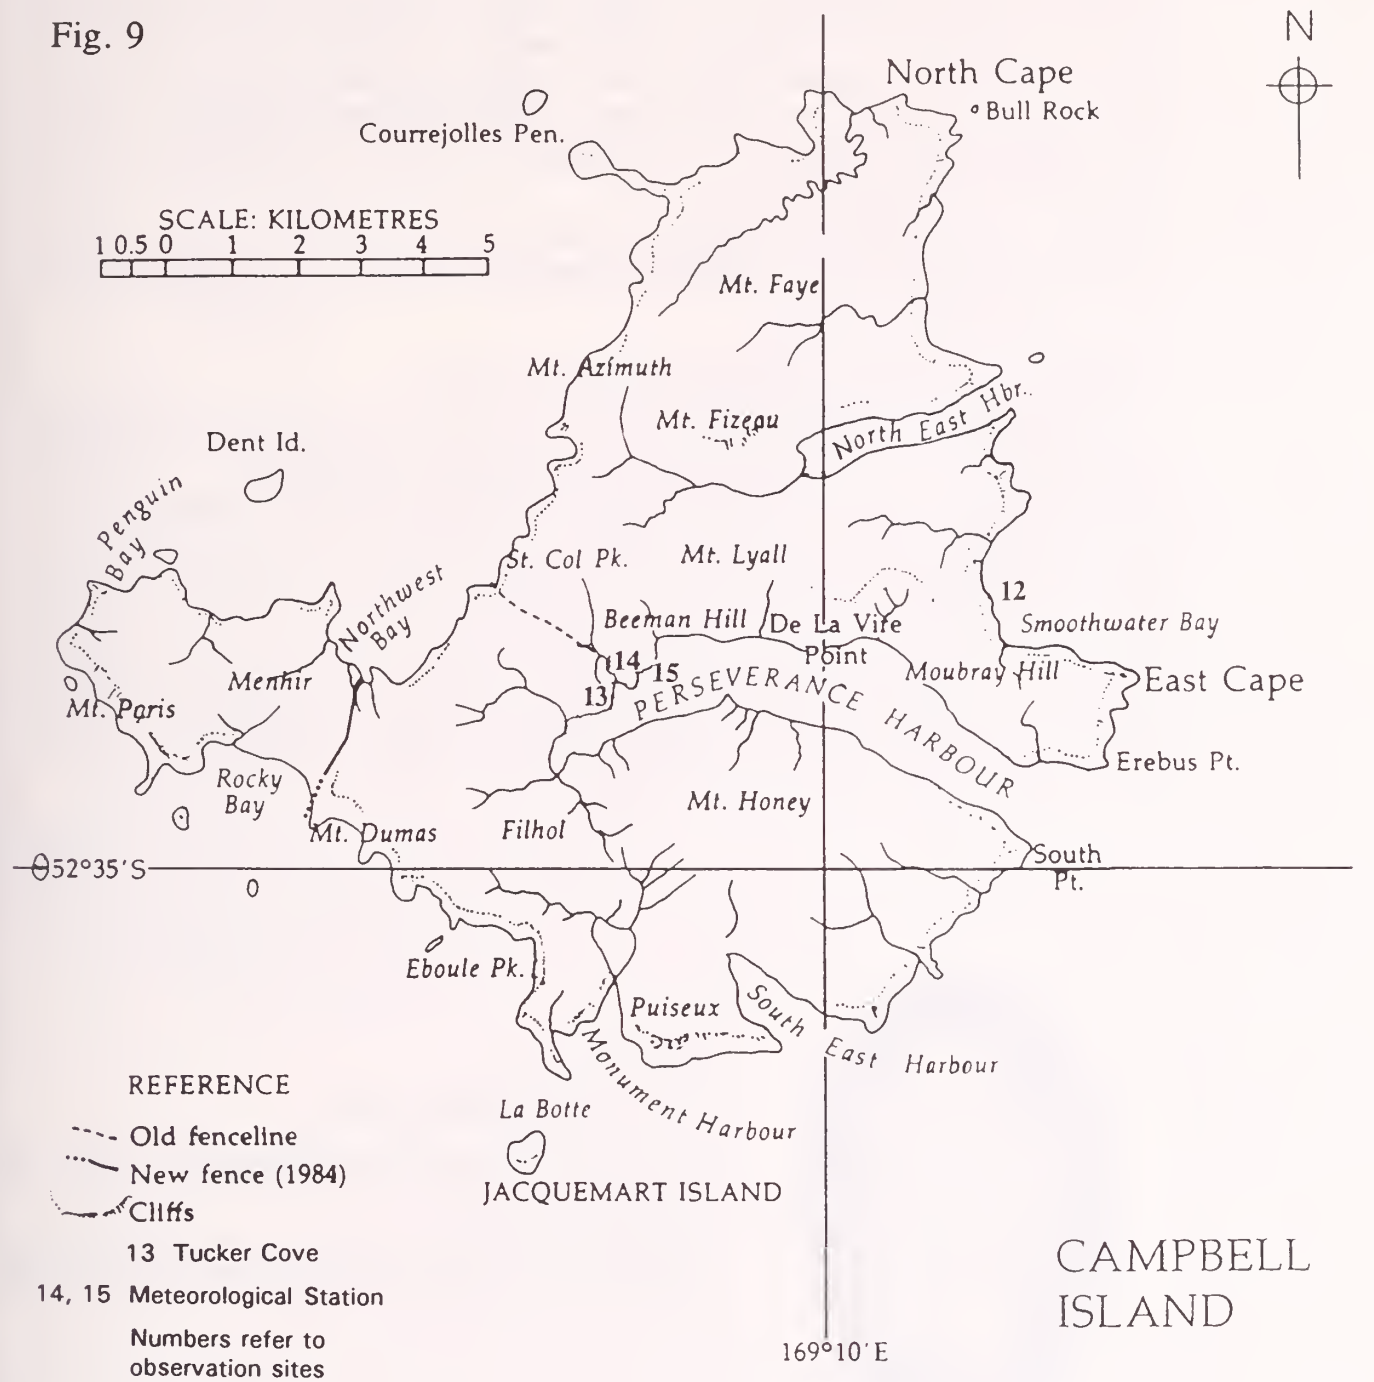 Fig. 9
N
North Cape
Bull Rock
Courrejolles Pen.
SCALE: KILOMETRES
1 0.5 0 1 2 3 4 5
Mt. Faye
Mt. Azimuth
Mt. Fizeau
North East Hbr.
Dent Id.
Penguin
Bay
St. Col Pk.
Mt. Lyall
Northwest
Bay
12
Beeman Hill
De La Vire
Point
Smoothwater Bay
14
15
13
Menhir
Moubray Hill
East Cape
PERSEVERANCE HARBOUR
Mt. Paris
Erebus Pt.
Rocky
Bay
Mt. Honey
Mt. Dumas
Filhol
52°35'S
South
Pt.
Eboule Pk.
Puiseux
South East Harbour
Monument Harbour
La Botte
JACQUEMART ISLAND
REFERENCE
Old fenceline
New fence (1984)
Cliffs
13 Tucker Cove
14, 15 Meteorological Station
Numbers refer to
observation sites
CAMPBELL
ISLAND
169°10'E